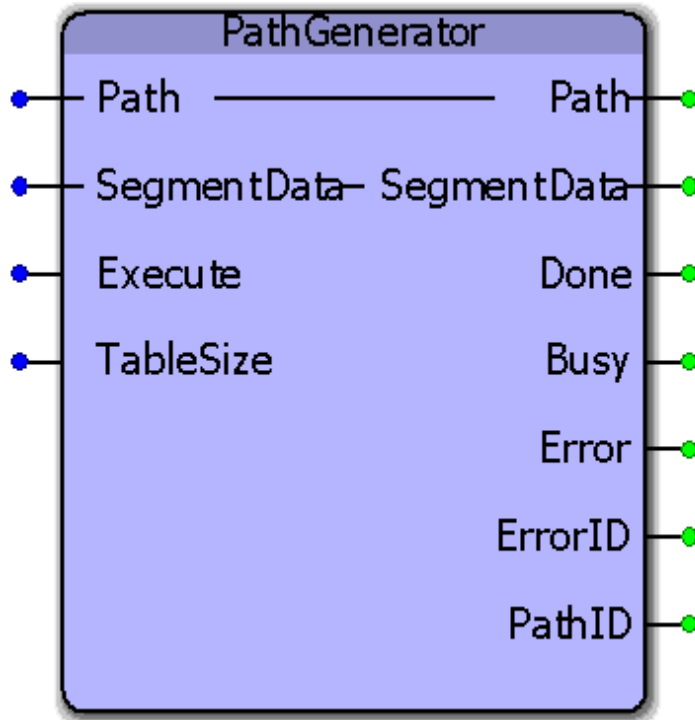 PathGenerator
Path Path
SegmentData SegmentData
Execute Done
TableSize Busy
Error
ErrorID
PathID